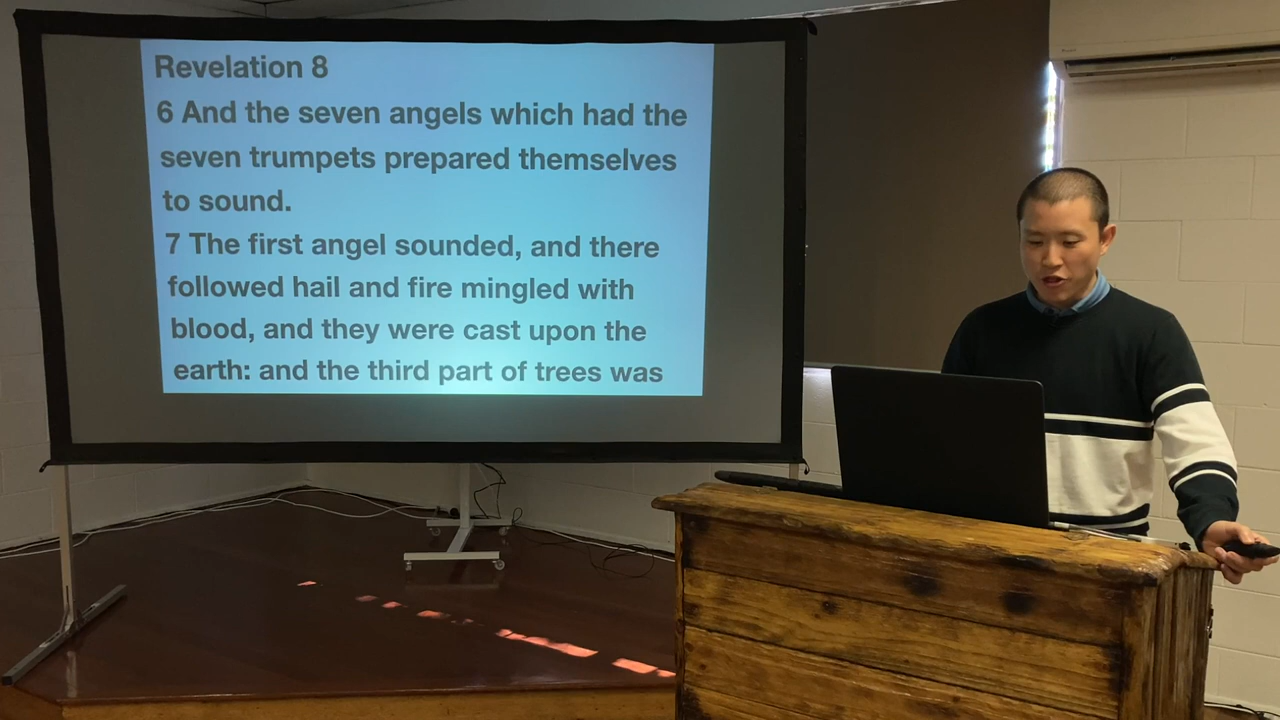 Revelation 8
6 And the seven angels which had the
seven trumpets prepared themselves
to sound.
7 The first angel sounded, and there
followed hail and fire mingled with
blood, and they were cast upon the
earth: and the third part of trees was